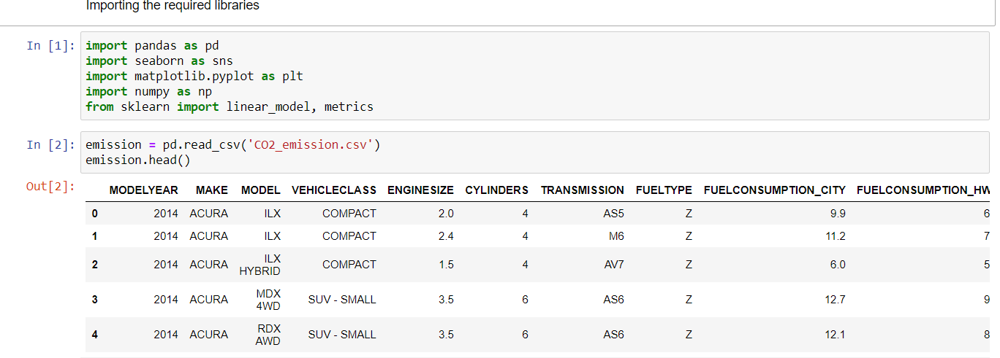 Importing the required libraries
In [1]: import pandas as pd
import seaborn as sns
import matplotlib.pyplot as plt
import numpy as np
from sklearn import linear_model, metrics
In [2]: emission = pd.read_csv('CO2_emission.csv')
emission.head()
Out[2]:
MODELYEAR MAKE MODEL VEHICLECLASS ENGINESIZE CYLINDERS TRANSMISSION FUELTYPE FUELCONSUMPTION_CITY FUELCONSUMPTION_HW
0 2014 ACURA ILX COMPACT 2.0 4 AS5 Z 9.9 6
1 2014 ACURA ILX COMPACT 2.4 4 M6 Z 11.2 7
2 2014 ACURA ILX HYBRID COMPACT 1.5 4 AV7 Z 6.0 5
3 2014 ACURA MDX 4WD SUV - SMALL 3.5 6 AS6 Z 12.7 9
4 2014 ACURA RDX AWD SUV - SMALL 3.5 6 AS6 Z 12.1 8